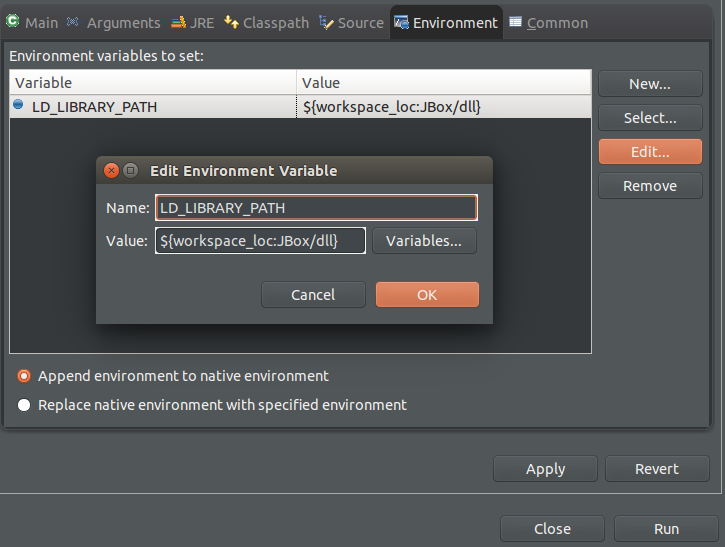 Main Arguments JRE Classpath Source Environment Common
Environment variables to set:
Variable Value
LD_LIBRARY_PATH ${workspace_loc:JBox/dll}
New...
Select...
Edit...
Remove
Edit Environment Variable
Name: LD_LIBRARY_PATH
Value: ${workspace_loc:JBox/dll} Variables...
Cancel OK
Append environment to native environment
Replace native environment with specified environment
Apply Revert
Close Run